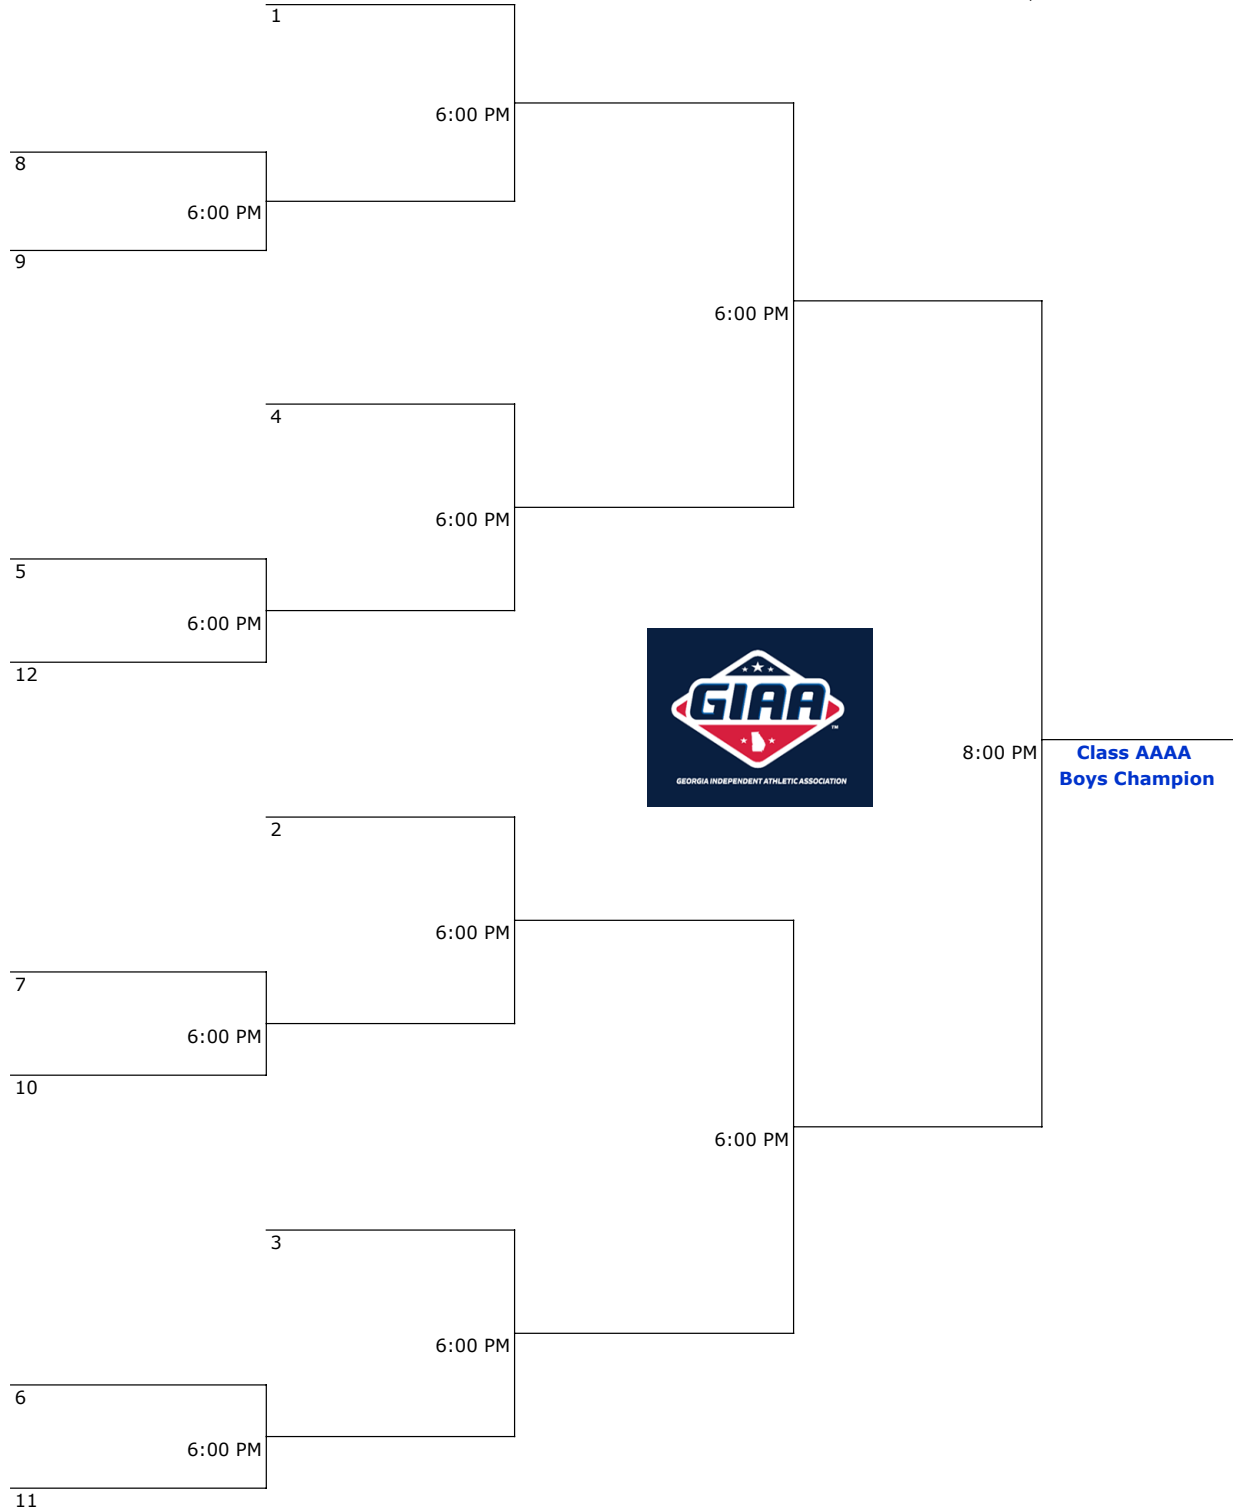 1
6:00 PM
8
6:00 PM
9
6:00 PM
4
6:00 PM
5
6:00 PM
12
GIAA
TM
GEORGIA INDEPENDENT ATHLETIC ASSOCIATION
8:00 PM
Class AAAA
Boys Champion
2
6:00 PM
7
6:00 PM
10
6:00 PM
3
6:00 PM
6
6:00 PM
11